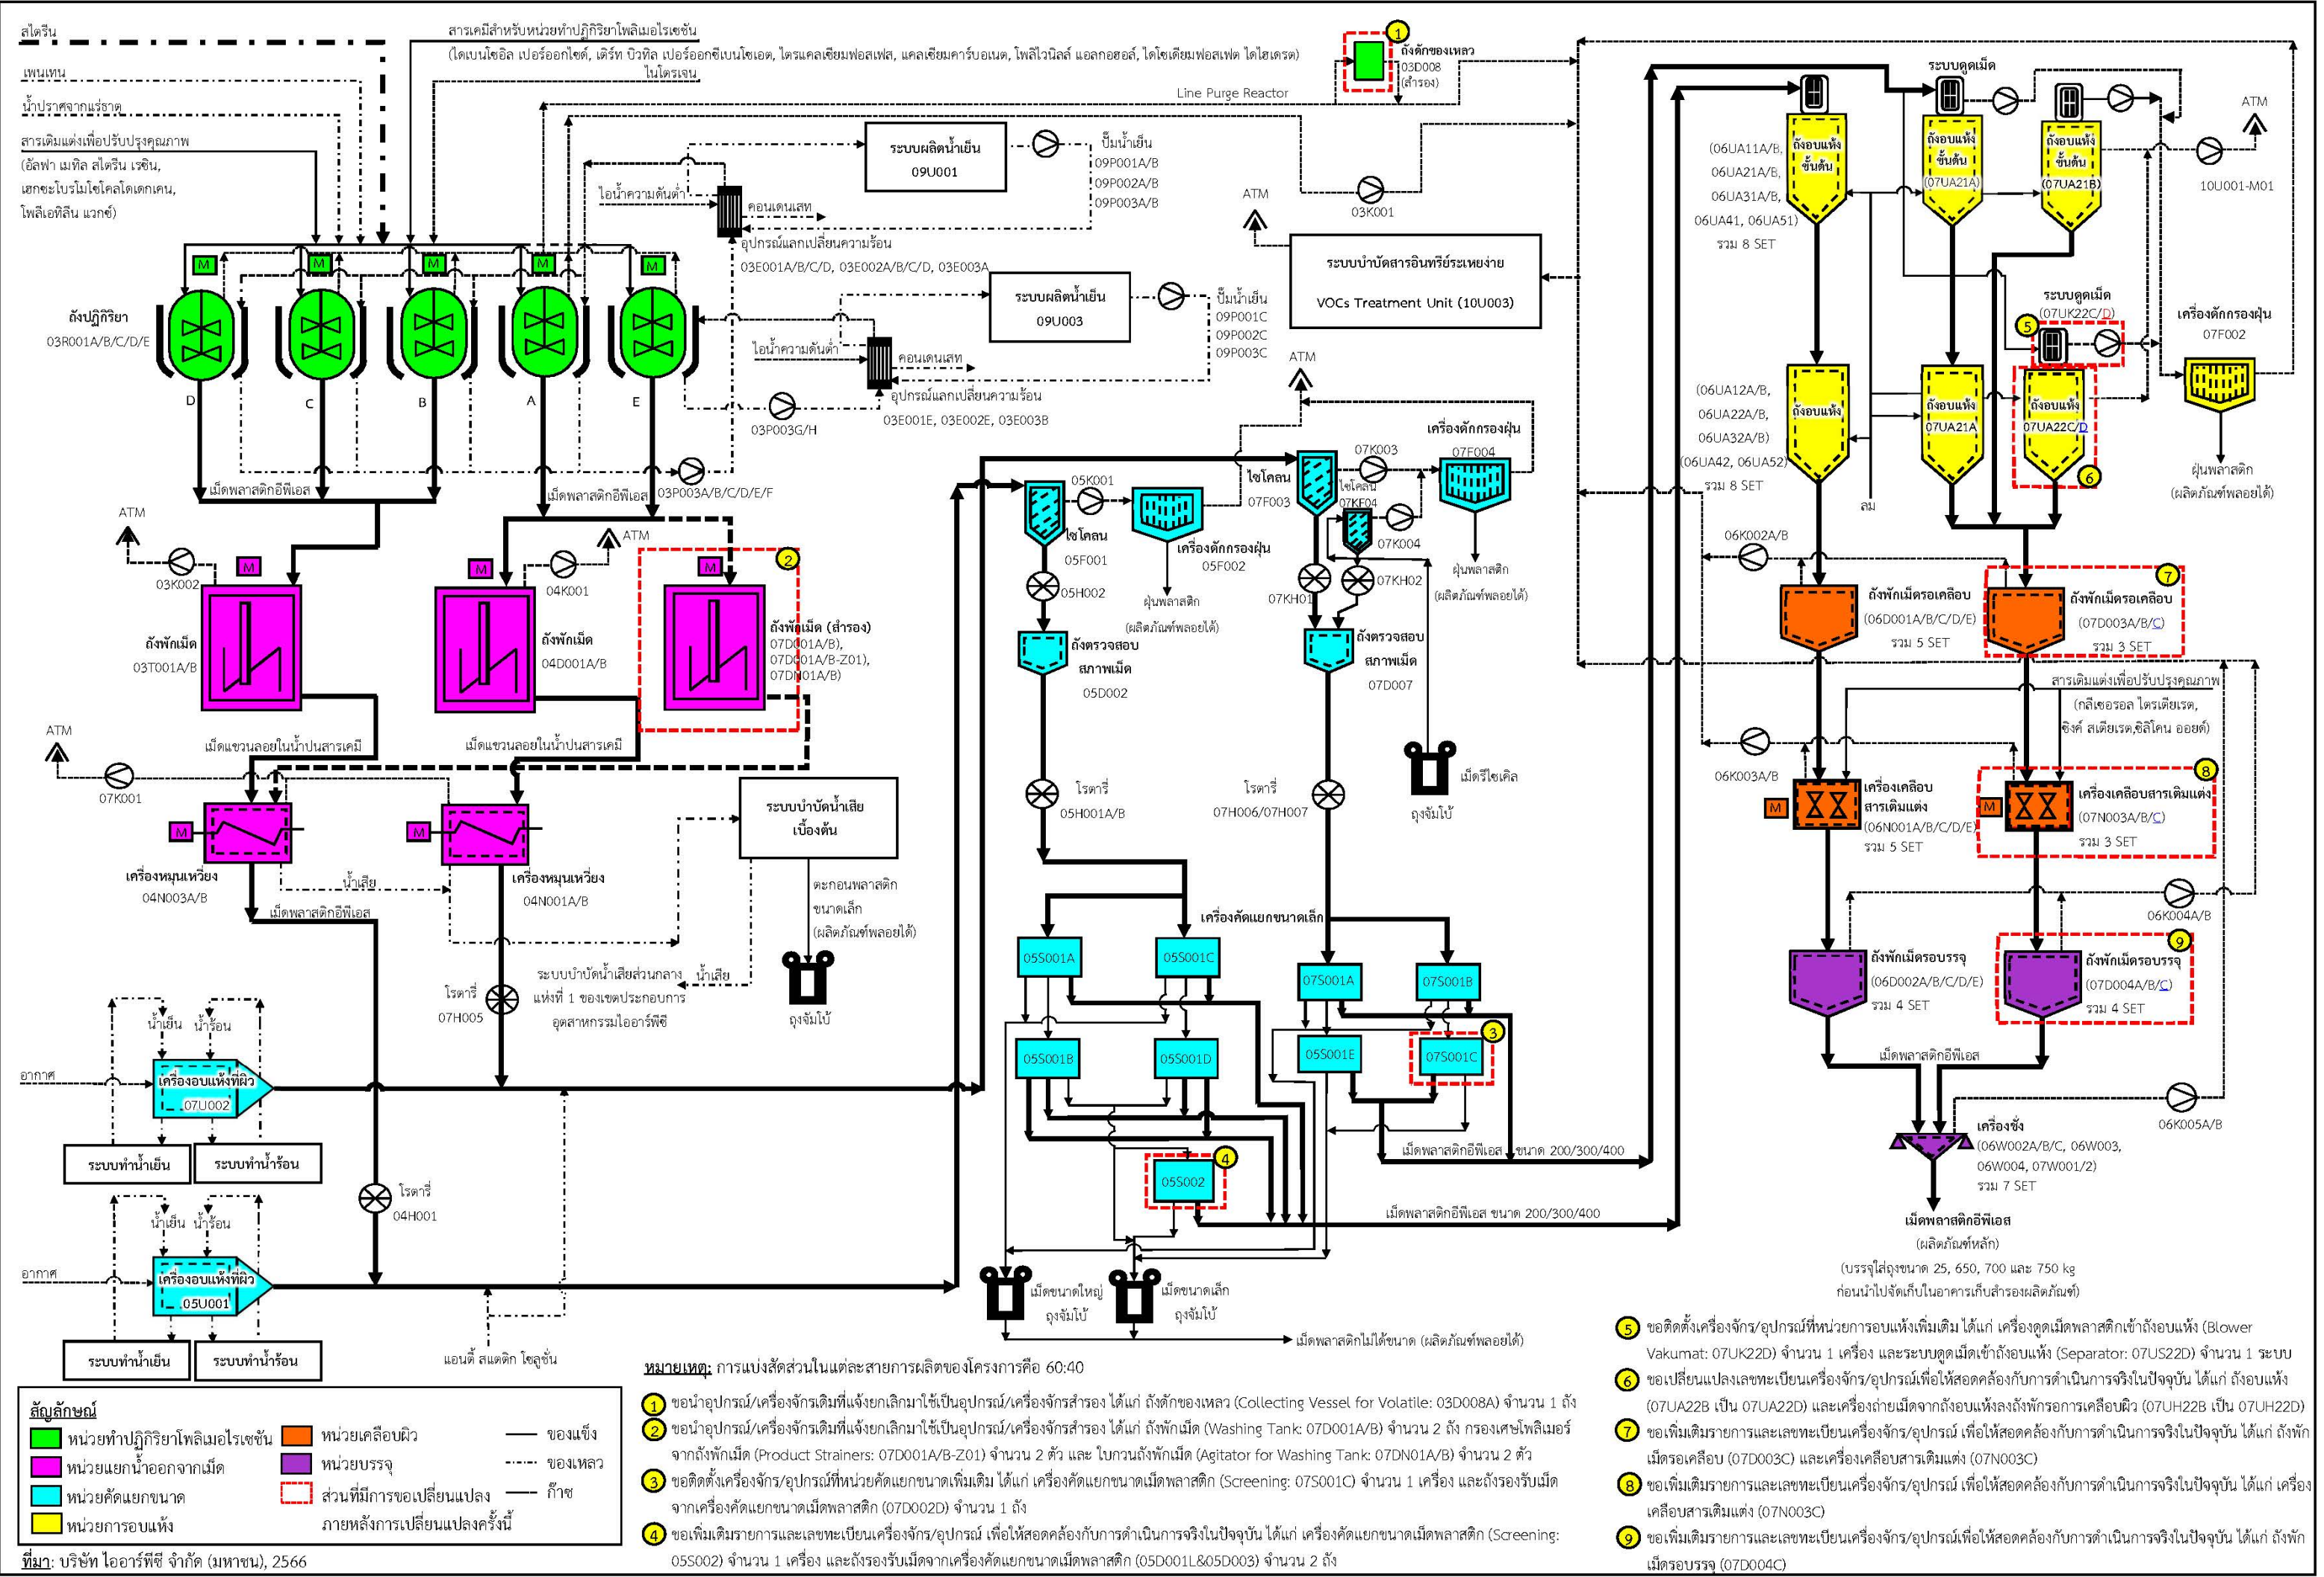 สไตรีน
เพนเทน
น้ำปราศจากแร่ธาตุ
สารเติมแต่งเพื่อปรับปรุงคุณภาพ
(อัลฟา เมทิล สไตรีน เรซิน,
เฮกซะโบรโมไซโคลโดเดกเคน,
โพลีเอทิลีน แวกซ์)
สารเคมีสำหรับหน่วยทำปฏิกิริยาโพลิเมอไรเซชัน
(ไดเบนโซอิล เปอร์ออกไซด์, เติร์ท บิวทิล เปอร์ออกซีเบนโซเอต, ไตรแคลเซียมฟอสเฟส, แคลเซียมคาร์บอเนต, โพลิไวนิลล์ แอลกอฮอล์, ไดโซเดียมฟอสเฟต ไดไฮเดรต)
ไนโตรเจน
Line Purge Reactor
1
ถังดักของเหลว
03D008
(สำรอง)
ระบบผลิตน้ำเย็น
09U001
ปั๊มน้ำเย็น
09P001A/B
09P002A/B
09P003A/B
ไอน้ำความดันต่ำ
คอนเดนเสท
อุปกรณ์แลกเปลี่ยนความร้อน
03E001A/B/C/D, 03E002A/B/C/D, 03E003A
ระบบผลิตน้ำเย็น
09U003
ปั๊มน้ำเย็น
09P001C
09P002C
09P003C
ไอน้ำความดันต่ำ
คอนเดนเสท
อุปกรณ์แลกเปลี่ยนความร้อน
03E001E, 03E002E, 03E003B
03P003G/H
03K001
ATM
ระบบบำบัดสารอินทรีย์ระเหยง่าย
VOCs Treatment Unit (10U003)
M
M
M
M
M
ถังปฏิกิริยา
03R001A/B/C/D/E
D
C
B
A
E
เม็ดพลาสติกอีพีเอส
เม็ดพลาสติกอีพีเอส
03P003A/B/C/D/E/F
ATM
03K002
M
ถังพักเม็ด
03T001A/B
ATM
04K001
M
ถังพักเม็ด
04D001A/B
2
M
ถังพักเม็ด (สำรอง)
07D001A/B),
07D001A/B-Z01),
07DN01A/B)
เม็ดแขวนลอยในน้ำปนสารเคมี
เม็ดแขวนลอยในน้ำปนสารเคมี
ATM
07K001
M
เครื่องหมุนเหวี่ยง
04N003A/B
M
เครื่องหมุนเหวี่ยง
04N001A/B
น้ำเสีย
เม็ดพลาสติกอีพีเอส
ระบบบำบัดน้ำเสีย
เบื้องต้น
ตะกอนพลาสติก
ขนาดเล็ก
(ผลิตภัณฑ์พลอยได้)
ถุงจัมโบ้
ระบบบำบัดน้ำเสียส่วนกลาง
แห่งที่ 1 ของเขตประกอบการ
อุตสาหกรรมไออาร์พีซี
น้ำเสีย
โรตารี่
07H005
น้ำเย็น
น้ำร้อน
อากาศ
เครื่องอบแห้งที่ผิว
07U002
ระบบทำน้ำเย็น
ระบบทำน้ำร้อน
โรตารี่
04H001
น้ำเย็น
น้ำร้อน
อากาศ
เครื่องอบแห้งที่ผิว
05U001
ระบบทำน้ำเย็น
ระบบทำน้ำร้อน
แอนตี้ สแตติก โซลูชั่น
ATM
05K001
ไซโคลน
05F001
เครื่องดักกรองฝุ่น
05F002
05H002
ฝุ่นพลาสติก
(ผลิตภัณฑ์พลอยได้)
ถังตรวจสอบ
สภาพเม็ด
05D002
โรตารี่
05H001A/B
ไซโคลน
07F003
07K003
ไซโคลน
07KF04
07K004
เครื่องดักกรองฝุ่น
07F004
ฝุ่นพลาสติก
(ผลิตภัณฑ์พลอยได้)
07KH01
07KH02
ถังตรวจสอบ
สภาพเม็ด
07D007
เม็ดรีไซเคิล
ถุงจัมโบ้
โรตารี่
07H006/07H007
เครื่องคัดแยกขนาดเล็ก
05S001A
05S001C
05S001B
05S001D
07S001A
07S001B
05S001E
3
07S001C
4
05S002
เม็ดพลาสติกอีพีเอส ขนาด 200/300/400
เม็ดพลาสติกอีพีเอส ขนาด 200/300/400
เม็ดขนาดใหญ่
ถุงจัมโบ้
เม็ดขนาดเล็ก
ถุงจัมโบ้
เม็ดพลาสติกไม่ได้ขนาด (ผลิตภัณฑ์พลอยได้)
ระบบดูดเม็ด
ATM
10U001-M01
(06UA11A/B,
06UA21A/B,
06UA31A/B,
06UA41, 06UA51)
รวม 8 SET
ถังอบแห้ง
ขั้นต้น
ถังอบแห้ง
ขั้นต้น
(07UA21A)
ถังอบแห้ง
ขั้นต้น
(07UA21B)
ระบบดูดเม็ด
(07UK22C/D)
5
เครื่องดักกรองฝุ่น
07F002
ฝุ่นพลาสติก
(ผลิตภัณฑ์พลอยได้)
(06UA12A/B,
06UA22A/B,
06UA32A/B)
(06UA42, 06UA52)
รวม 8 SET
ถังอบแห้ง
ถังอบแห้ง
07UA21A
ถังอบแห้ง
07UA22C/D
6
ลม
06K002A/B
ถังพักเม็ดรอเคลือบ
(06D001A/B/C/D/E)
รวม 5 SET
7
ถังพักเม็ดรอเคลือบ
(07D003A/B/C)
รวม 3 SET
สารเติมแต่งเพื่อปรับปรุงคุณภาพ
(กลีเซอรอล ไตรเตียเรต,
ซิงค์ สเตียเรต,ซิลิโคน ออยด์)
06K003A/B
M
เครื่องเคลือบ
สารเติมแต่ง
(06N001A/B/C/D/E)
รวม 5 SET
8
M
เครื่องเคลือบสารเติมแต่ง
(07N003A/B/C)
รวม 3 SET
06K004A/B
ถังพักเม็ดรอบรรจุ
(06D002A/B/C/D/E)
รวม 4 SET
9
ถังพักเม็ดรอบรรจุ
(07D004A/B/C)
รวม 4 SET
เม็ดพลาสติกอีพีเอส
06K005A/B
เครื่องชั่ง
(06W002A/B/C, 06W003,
06W004, 07W001/2)
รวม 7 SET
เม็ดพลาสติกอีพีเอส
(ผลิตภัณฑ์หลัก)
(บรรจุใส่ถุงขนาด 25, 650, 700 และ 750 kg
ก่อนนำไปจัดเก็บในอาคารเก็บสำรองผลิตภัณฑ์)
สัญลักษณ์
หน่วยทำปฏิกิริยาโพลิเมอไรเซชัน
หน่วยแยกน้ำออกจากเม็ด
หน่วยคัดแยกขนาด
หน่วยการอบแห้ง
หน่วยเคลือบผิว
หน่วยบรรจุ
ส่วนที่มีการขอเปลี่ยนแปลง
ภายหลังการเปลี่ยนแปลงครั้งนี้
ของแข็ง
ของเหลว
ก๊าซ
ที่มา: บริษัท ไออาร์พีซี จำกัด (มหาชน), 2566
หมายเหตุ: การแบ่งสัดส่วนในแต่ละสายการผลิตของโครงการคือ 60:40
1 ขอนำอุปกรณ์/เครื่องจักรเดิมที่แจ้งยกเลิกมาใช้เป็นอุปกรณ์/เครื่องจักรสำรอง ได้แก่ ถังดักของเหลว (Collecting Vessel for Volatile: 03D008A) จำนวน 1 ถัง
2 ขอนำอุปกรณ์/เครื่องจักรเดิมที่แจ้งยกเลิกมาใช้เป็นอุปกรณ์/เครื่องจักรสำรอง ได้แก่ ถังพักเม็ด (Washing Tank: 07D001A/B) จำนวน 2 ถัง กรองเศษโพลิเมอร์
จากถังพักเม็ด (Product Strainers: 07D001A/B-Z01) จำนวน 2 ตัว และ ใบกวนถังพักเม็ด (Agitator for Washing Tank: 07DN01A/B) จำนวน 2 ตัว
3 ขอติดตั้งเครื่องจักร/อุปกรณ์ที่หน่วยคัดแยกขนาดเพิ่มเติม ได้แก่ เครื่องคัดแยกขนาดเม็ดพลาสติก (Screening: 07S001C) จำนวน 1 เครื่อง และถังรองรับเม็ด
จากเครื่องคัดแยกขนาดเม็ดพลาสติก (07D002D) จำนวน 1 ถัง
4 ขอเพิ่มเติมรายการและเลขทะเบียนเครื่องจักร/อุปกรณ์ เพื่อให้สอดคล้องกับการดำเนินการจริงในปัจจุบัน ได้แก่ เครื่องคัดแยกขนาดเม็ดพลาสติก (Screening:
05S002) จำนวน 1 เครื่อง และถังรองรับเม็ดจากเครื่องคัดแยกขนาดเม็ดพลาสติก (05D001L&05D003) จำนวน 2 ถัง
5 ขอติดตั้งเครื่องจักร/อุปกรณ์ที่หน่วยการอบแห้งเพิ่มเติม ได้แก่ เครื่องดูดเม็ดพลาสติกเข้าถังอบแห้ง (Blower
Vakumat: 07UK22D) จำนวน 1 เครื่อง และระบบดูดเม็ดเข้าถังอบแห้ง (Separator: 07US22D) จำนวน 1 ระบบ
6 ขอเปลี่ยนแปลงเลขทะเบียนเครื่องจักร/อุปกรณ์เพื่อให้สอดคล้องกับการดำเนินการจริงในปัจจุบัน ได้แก่ ถังอบแห้ง
(07UA22B เป็น 07UA22D) และเครื่องถ่ายเม็ดจากถังอบแห้งลงถังพักรอการเคลือบผิว (07UH22B เป็น 07UH22D)
7 ขอเพิ่มเติมรายการและเลขทะเบียนเครื่องจักร/อุปกรณ์ เพื่อให้สอดคล้องกับการดำเนินการจริงในปัจจุบัน ได้แก่ ถังพัก
เม็ดรอเคลือบ (07D003C) และเครื่องเคลือบสารเติมแต่ง (07N003C)
8 ขอเพิ่มเติมรายการและเลขทะเบียนเครื่องจักร/อุปกรณ์ เพื่อให้สอดคล้องกับการดำเนินการจริงในปัจจุบัน ได้แก่ เครื่อง
เคลือบสารเติมแต่ง (07N003C)
9 ขอเพิ่มเติมรายการและเลขทะเบียนเครื่องจักร/อุปกรณ์เพื่อให้สอดคล้องกับการดำเนินการจริงในปัจจุบัน ได้แก่ ถังพัก
เม็ดรอบรรจุ (07D004C)